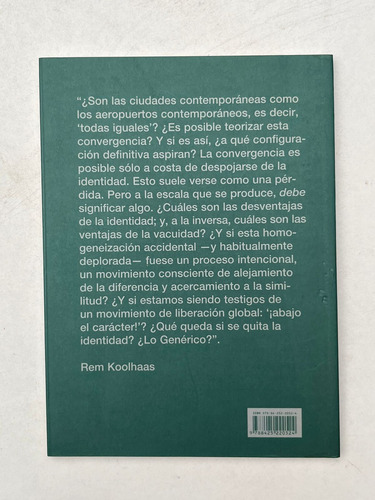 “¿Son las ciudades contemporáneas como
los aeropuertos contemporáneos, es decir,
‘todas iguales’? ¿Es posible teorizar esta
convergencia? Y si es así, ¿a qué configura-
ción definitiva aspiran? La convergencia es
posible sólo a costa de despojarse de la
identidad. Esto suele verse como una pér-
dida. Pero a la escala que se produce, debe
significar algo. ¿Cuáles son las desventajas
de la identidad; y, a la inversa, cuáles son las
ventajas de la vacuidad? ¿Y si esta homo-
geneización accidental —y habitualmente
deplorada— fuese un proceso intencional,
un movimiento consciente de alejamiento
de la diferencia y acercamiento a la simi-
litud? ¿Y si estamos siendo testigos de
un movimiento de liberación global: ‘¡abajo
el carácter!’? ¿Qué queda si se quita la
identidad? ¿Lo Genérico?”.
Rem Koolhaas
9 788425 220524